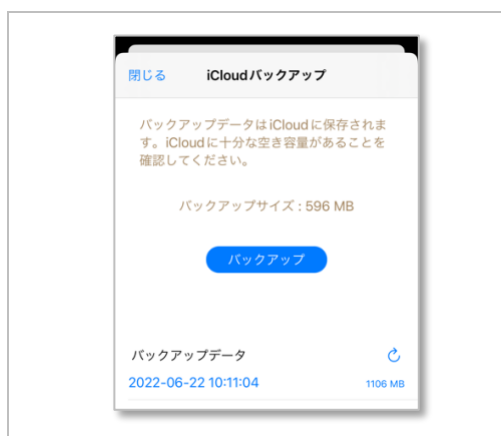 閉じる iCloudバックアップ
バックアップデータはiCloudに保存されま
す。iCloudに十分な空き容量があることを
確認してください。
バックアップサイズ : 596 MB
バックアップ
バックアップデータ
2022-06-22 10:11:04 1106 MB